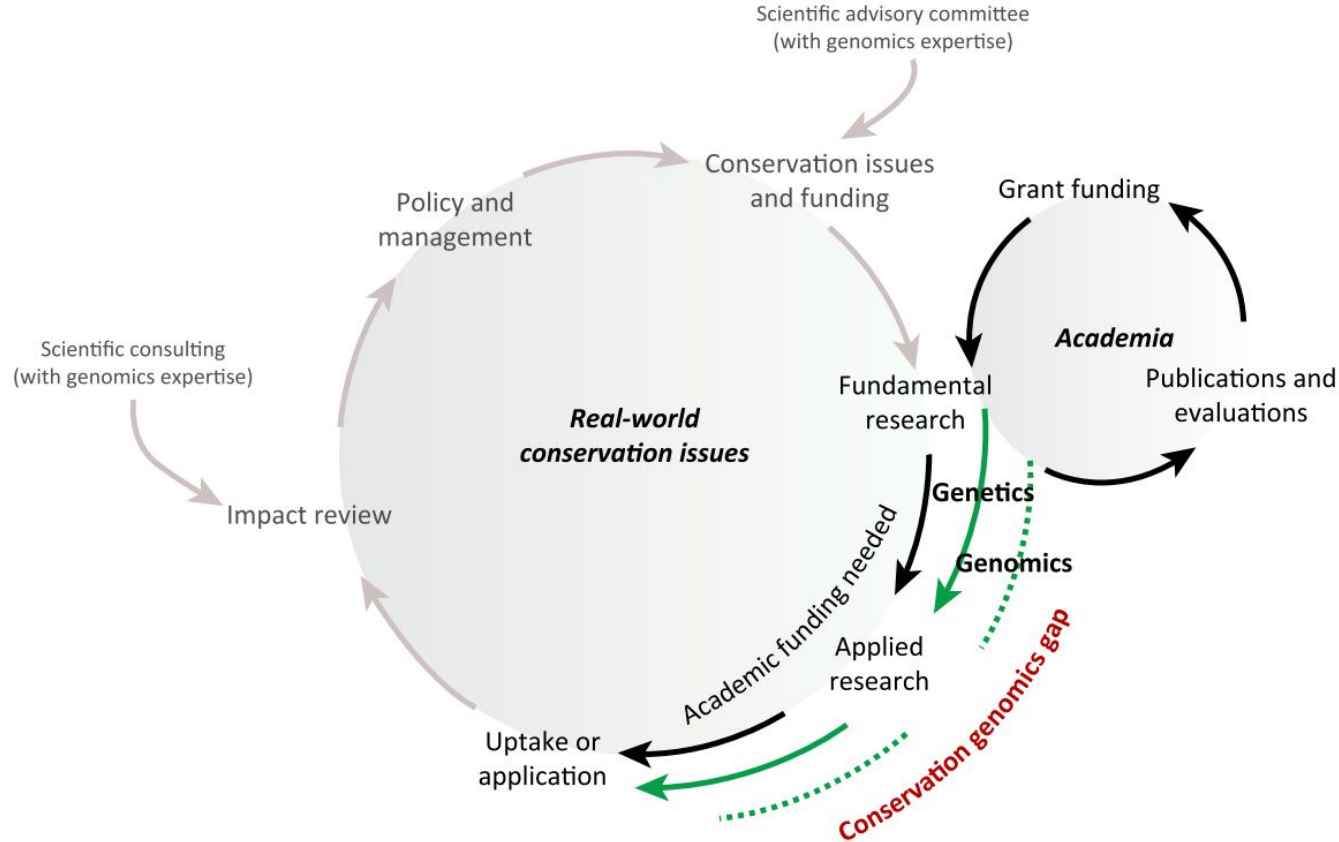 Scientific advisory committee
(with genomics expertise)
Conservation issues
and funding
Grant funding
Policy and
management
Academia
Publications and
evaluations
Scientific consulting
(with genomics expertise)
Fundamental
research
Real-world
conservation issues
Impact review
Genetics
Genomics
Academic funding needed
Applied
research
Conservation genomics gap
Uptake or
application